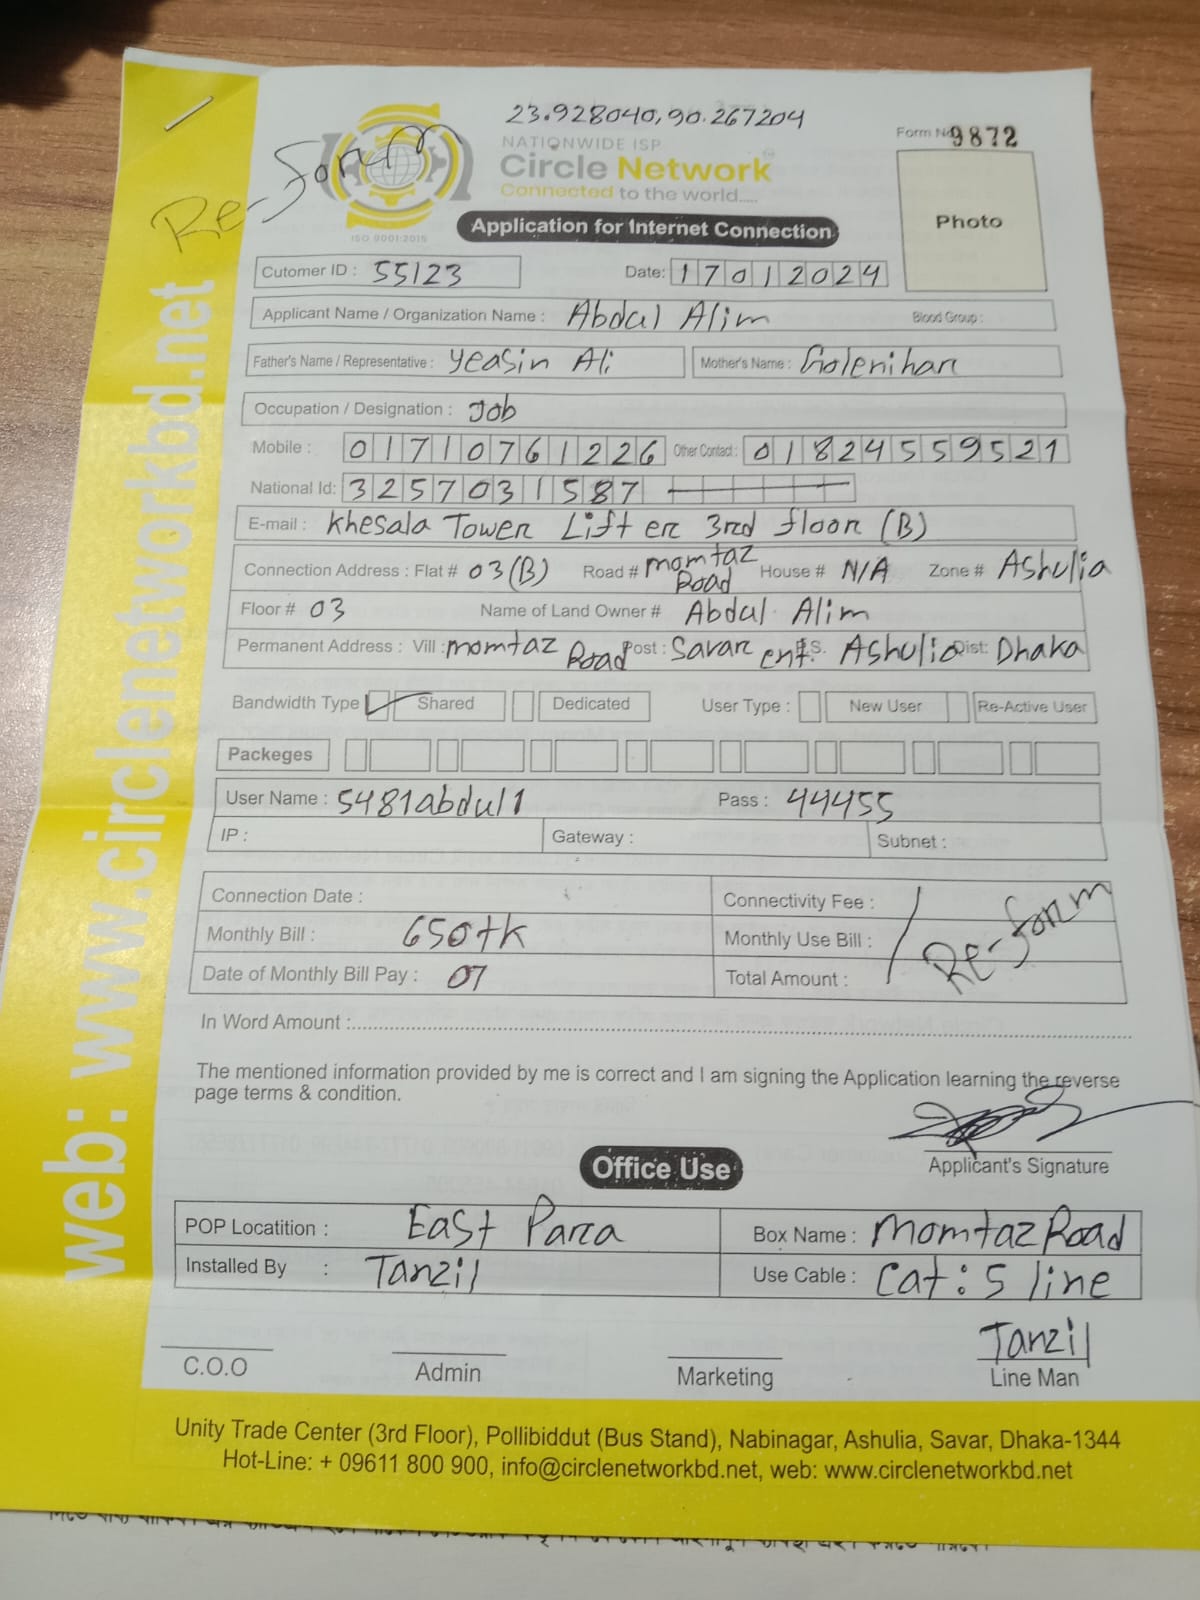 23.928040,90.267204
Re-form
NATIONWIDE ISP
Form No 9872
Circle Network
Connected to the world.....
ISO 9001:2015
Application for Internet Connection
Photo
Cutomer ID : 55123 Date: 17012024
Applicant Name / Organization Name : Abdul Alim Blood Group :
Father's Name / Representative : Yeasin Ali Mother's Name : Golenihar
Occupation / Designation : Job
Mobile : 01710761226 Other Contact : 01824559521
National Id: 3257031587
E-mail : Khesala Tower Lift er 3rd floor (B)
Connection Address : Flat # 03(B) Road # momtaz Road House # N/A Zone # Ashulia
Floor # 03 Name of Land Owner # Abdul Alim
Permanent Address : Vill : momtaz Road Post : Savar ent. P.S. Ashulia Dist: Dhaka
Bandwidth Type Shared Dedicated User Type : New User Re-Active User
Packeges
User Name : 5481abdul1 Pass : 44455
IP : Gateway : Subnet :
Connection Date : Connectivity Fee :
Monthly Bill : 650tk Monthly Use Bill : Re-form
Date of Monthly Bill Pay : 07 Total Amount :
In Word Amount :
The mentioned information provided by me is correct and I am signing the Application learning the reverse
page terms & condition.
Applicant's Signature
Office Use
POP Locatition : East Para Box Name : Momtaz Road
Installed By : Tanzil Use Cable : Cat: 5 line
Tanzil
C.O.O Admin Marketing Line Man
Unity Trade Center (3rd Floor), Pollibiddut (Bus Stand), Nabinagar, Ashulia, Savar, Dhaka-1344
Hot-Line: + 09611 800 900, info@circlenetworkbd.net, web: www.circlenetworkbd.net
web: www.circlenetworkbd.net